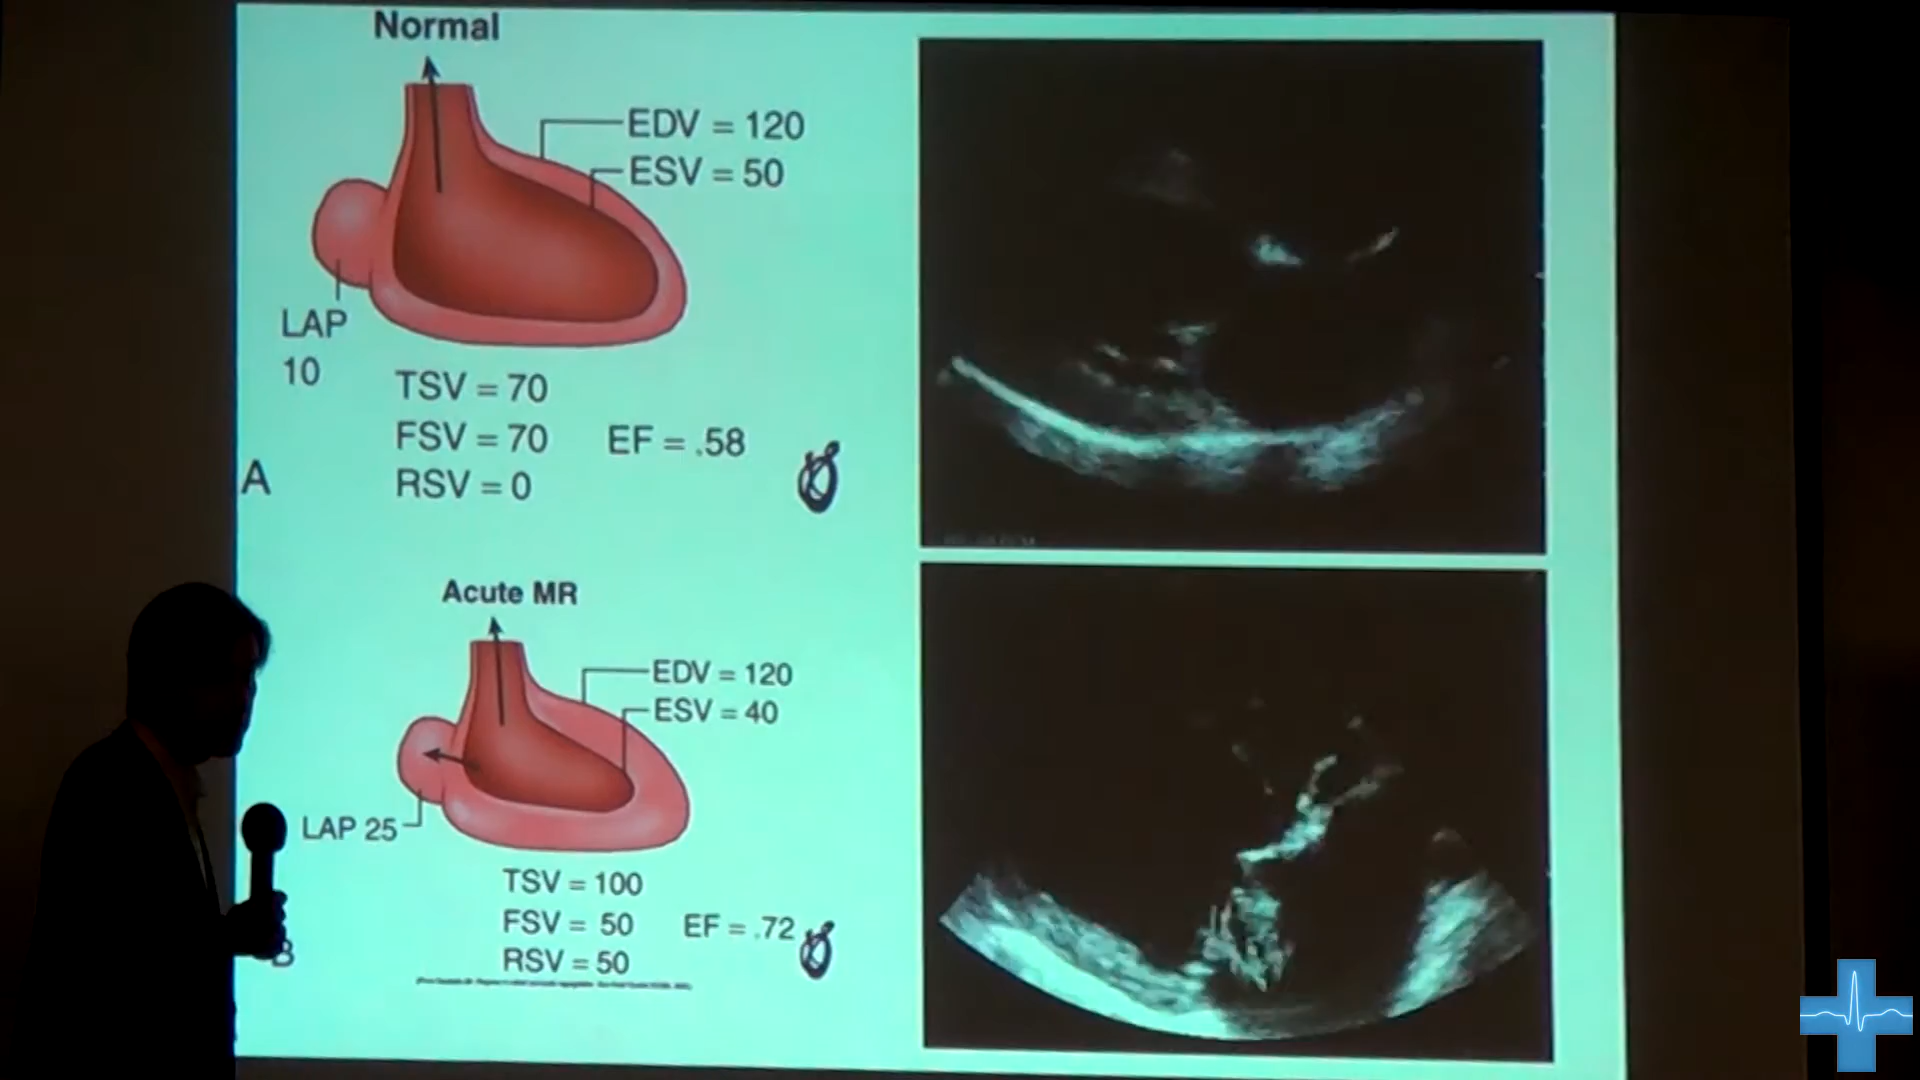 Normal
EDV = 120
ESV = 50
LAP
10
TSV = 70
FSV = 70
EF = .58
RSV = 0
A
Acute MR
EDV = 120
ESV = 40
LAP 25
TSV = 100
FSV = 50
EF = .72
RSV = 50
B